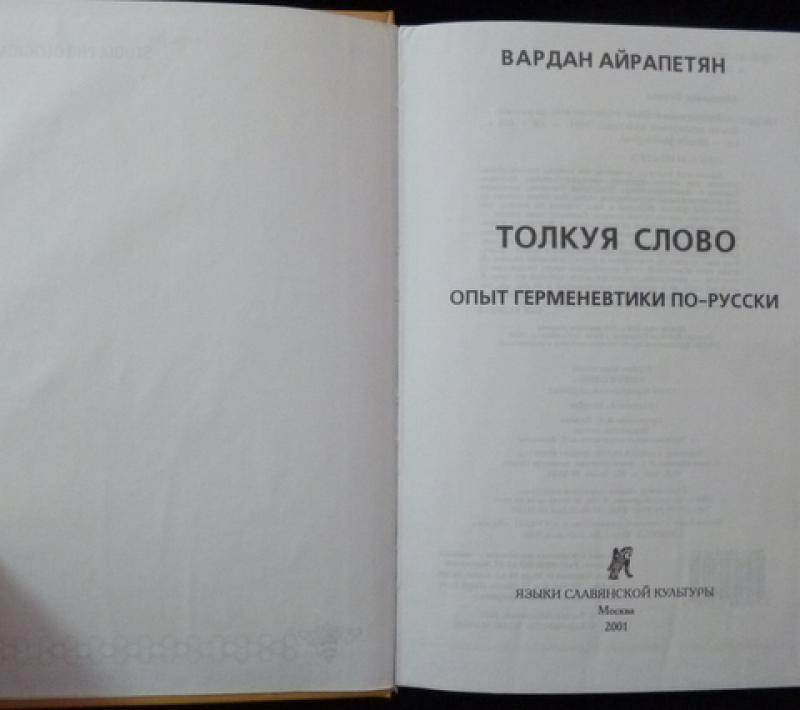 ВАРДАН АЙРАПЕТЯН
ТОЛКУЯ СЛОВО
ОПЫТ ГЕРМЕНЕВТИКИ ПО-РУССКИ
ЯЗЫКИ СЛАВЯНСКОЙ КУЛЬТУРЫ
Москва
2001